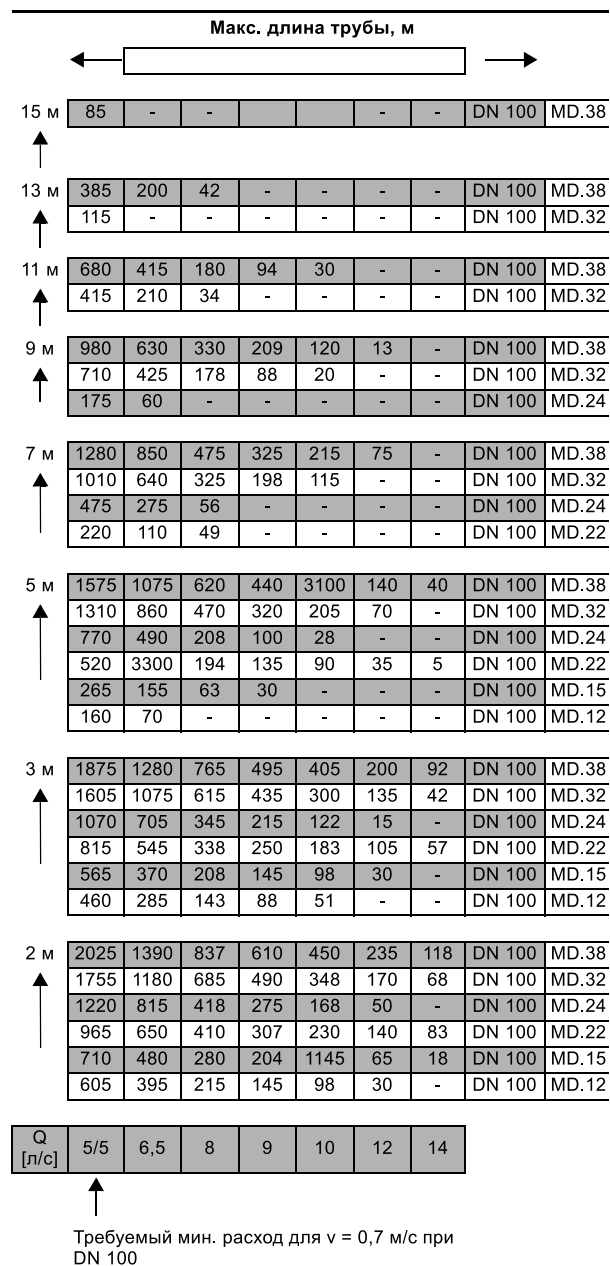 Макс. длина трубы, м
15 м 85 - - - - DN 100 MD.38
13 м 385 200 42 - - - - DN 100 MD.38
115 - - - - - - DN 100 MD.32
11 м 680 415 180 94 30 - - DN 100 MD.38
415 210 34 - - - - DN 100 MD.32
9 м 980 630 330 209 120 13 - DN 100 MD.38
710 425 178 88 20 - - DN 100 MD.32
175 60 - - - - - DN 100 MD.24
7 м 1280 850 475 325 215 75 - DN 100 MD.38
1010 640 325 198 115 - - DN 100 MD.32
475 275 56 - - - - DN 100 MD.24
220 110 49 - - - - DN 100 MD.22
5 м 1575 1075 620 440 3100 140 40 DN 100 MD.38
1310 860 470 320 205 70 - DN 100 MD.32
770 490 208 100 28 - - DN 100 MD.24
520 3300 194 135 90 35 5 DN 100 MD.22
265 155 63 30 - - - DN 100 MD.15
160 70 - - - - - DN 100 MD.12
3 м 1875 1280 765 495 405 200 92 DN 100 MD.38
1605 1075 615 435 300 135 42 DN 100 MD.32
1070 705 345 215 122 15 - DN 100 MD.24
815 545 338 250 183 105 57 DN 100 MD.22
565 370 208 145 98 30 - DN 100 MD.15
460 285 143 88 51 - - DN 100 MD.12
2 м 2025 1390 837 610 450 235 118 DN 100 MD.38
1755 1180 685 490 348 170 68 DN 100 MD.32
1220 815 418 275 168 50 - DN 100 MD.24
965 650 410 307 230 140 83 DN 100 MD.22
710 480 280 204 1145 65 18 DN 100 MD.15
605 395 215 145 98 30 - DN 100 MD.12
Q
[л/с] 5/5 6,5 8 9 10 12 14
Требуемый мин. расход для v = 0,7 м/с при
DN 100